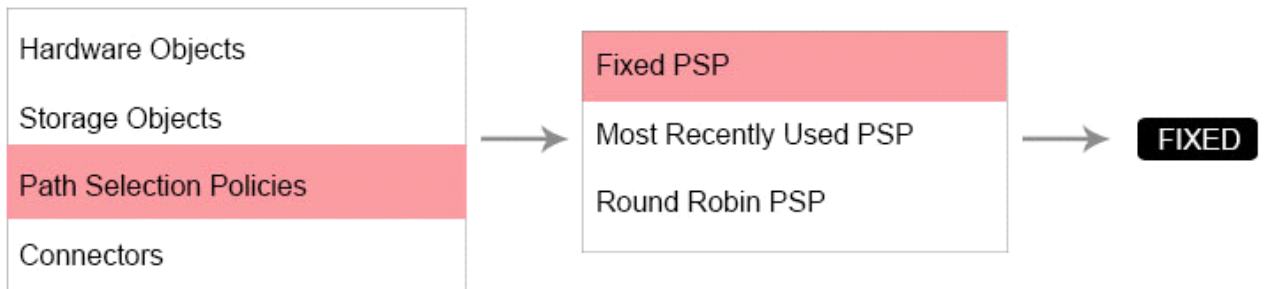 Hardware Objects
Storage Objects
Path Selection Policies
Connectors
Fixed PSP
Most Recently Used PSP
Round Robin PSP
FIXED